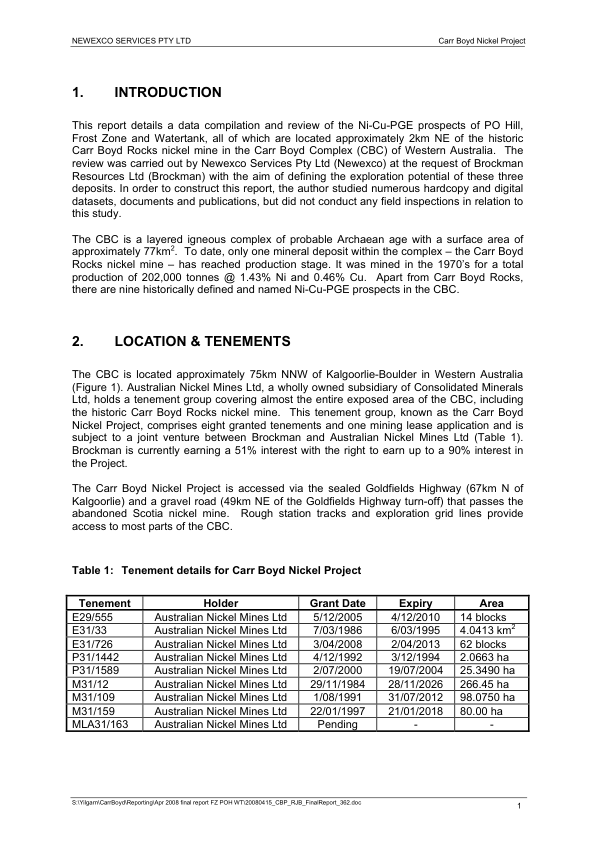 NEWEXCO SERVICES PTY LTD Carr Boyd Nickel Project
1. INTRODUCTION
This report details a data compilation and review of the Ni-Cu-PGE prospects of PO Hill,
Frost Zone and Watertank, all of which are located approximately 2km NE of the historic
Carr Boyd Rocks nickel mine in the Carr Boyd Complex (CBC) of Western Australia. The
review was carried out by Newexco Services Pty Ltd (Newexco) at the request of Brockman
Resources Ltd (Brockman) with the aim of defining the exploration potential of these three
deposits. In order to construct this report, the author studied numerous hardcopy and digital
datasets, documents and publications, but did not conduct any field inspections in relation to
this study.
The CBC is a layered igneous complex of probable Archaean age with a surface area of
approximately 77km². To date, only one mineral deposit within the complex – the Carr Boyd
Rocks nickel mine – has reached production stage. It was mined in the 1970's for a total
production of 202,000 tonnes @ 1.43% Ni and 0.46% Cu. Apart from Carr Boyd Rocks,
there are nine historically defined and named Ni-Cu-PGE prospects in the CBC.
2. LOCATION & TENEMENTS
The CBC is located approximately 75km NNW of Kalgoorlie-Boulder in Western Australia
(Figure 1). Australian Nickel Mines Ltd, a wholly owned subsidiary of Consolidated Minerals
Ltd, holds a tenement group covering almost the entire exposed area of the CBC, including
the historic Carr Boyd Rocks nickel mine. This tenement group, known as the Carr Boyd
Nickel Project, comprises eight granted tenements and one mining lease application and is
subject to a joint venture between Brockman and Australian Nickel Mines Ltd (Table 1).
Brockman is currently earning a 51% interest with the right to earn up to a 90% interest in
the Project.
The Carr Boyd Nickel Project is accessed via the sealed Goldfields Highway (67km N of
Kalgoorlie) and a gravel road (49km NE of the Goldfields Highway turn-off) that passes the
abandoned Scotia nickel mine. Rough station tracks and exploration grid lines provide
access to most parts of the CBC.
Table 1: Tenement details for Carr Boyd Nickel Project
Tenement Holder Grant Date Expiry Area
E29/555 Australian Nickel Mines Ltd 5/12/2005 4/12/2010 14 blocks
E31/33 Australian Nickel Mines Ltd 7/03/1986 6/03/1995 4.0413 km²
E31/726 Australian Nickel Mines Ltd 3/04/2008 2/04/2013 62 blocks
P31/1442 Australian Nickel Mines Ltd 4/12/1992 3/12/1994 2.0663 ha
P31/1589 Australian Nickel Mines Ltd 2/07/2000 19/07/2004 25.3490 ha
M31/12 Australian Nickel Mines Ltd 29/11/1984 28/11/2026 266.45 ha
M31/109 Australian Nickel Mines Ltd 1/08/1991 31/07/2012 98.0750 ha
M31/159 Australian Nickel Mines Ltd 22/01/1997 21/01/2018 80.00 ha
MLA31/163 Australian Nickel Mines Ltd Pending - -
S:\Yilgarn\CarrBoyd\Reporting\Apr 2008 final report FZ POH WT\20080415_CBP_RJB_FinalReport_362.doc 1